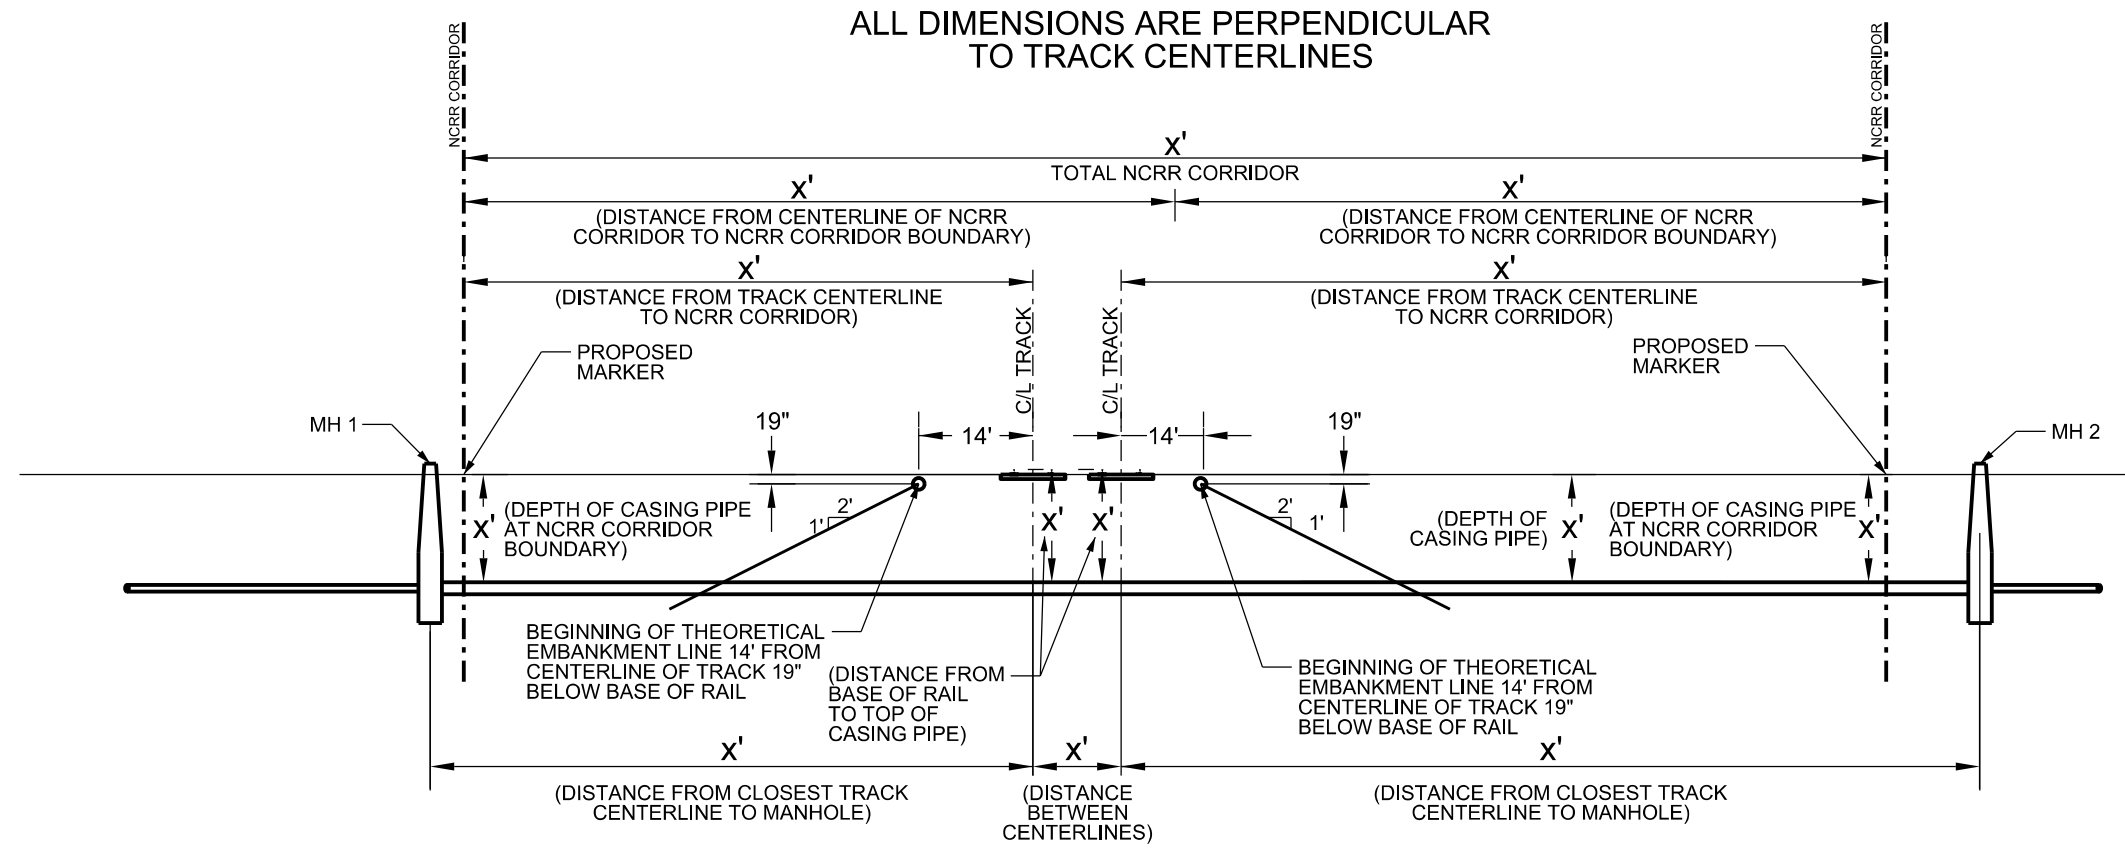 ALL DIMENSIONS ARE PERPENDICULAR
TO TRACK CENTERLINES
NCRR CORRIDOR
NCRR CORRIDOR
X'
TOTAL NCRR CORRIDOR
X'
(DISTANCE FROM CENTERLINE OF NCRR
CORRIDOR TO NCRR CORRIDOR BOUNDARY)
X'
(DISTANCE FROM CENTERLINE OF NCRR
CORRIDOR TO NCRR CORRIDOR BOUNDARY)
X'
(DISTANCE FROM TRACK CENTERLINE
TO NCRR CORRIDOR)
X'
(DISTANCE FROM TRACK CENTERLINE
TO NCRR CORRIDOR)
C/L TRACK
C/L TRACK
PROPOSED
MARKER
PROPOSED
MARKER
MH 1
19"
14'
14'
19"
MH 2
X'
(DEPTH OF CASING PIPE
AT NCRR CORRIDOR
BOUNDARY)
2'
1'
X'
X'
2'
1'
(DEPTH OF
CASING PIPE)
X'
(DEPTH OF CASING PIPE
AT NCRR CORRIDOR
BOUNDARY)
X'
BEGINNING OF THEORETICAL
EMBANKMENT LINE 14' FROM
CENTERLINE OF TRACK 19"
BELOW BASE OF RAIL
(DISTANCE FROM
BASE OF RAIL
TO TOP OF
CASING PIPE)
BEGINNING OF THEORETICAL
EMBANKMENT LINE 14' FROM
CENTERLINE OF TRACK 19"
BELOW BASE OF RAIL
X'
(DISTANCE FROM CLOSEST TRACK
CENTERLINE TO MANHOLE)
X'
(DISTANCE
BETWEEN
CENTERLINES)
X'
(DISTANCE FROM CLOSEST TRACK
CENTERLINE TO MANHOLE)